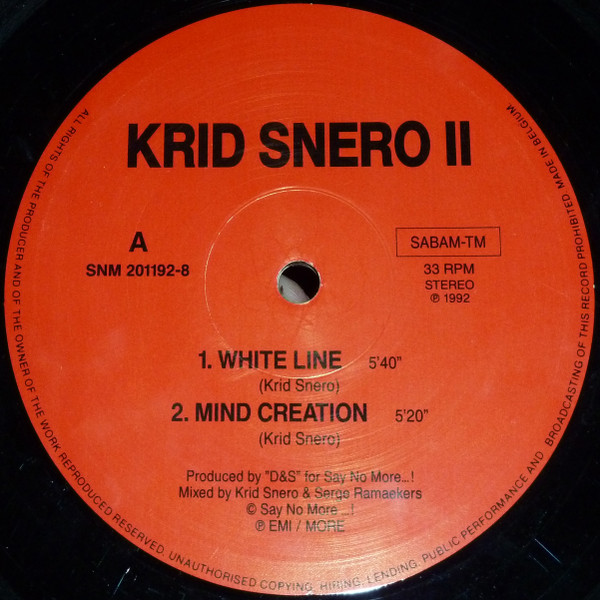 KRID SNERO II
A
SNM 201192-8
SABAM-TM
33 RPM
STEREO
℗ 1992
1. WHITE LINE 5'40"
(Krid Snero)
2. MIND CREATION 5'20"
(Krid Snero)
Produced by "D&S" for Say No More...!
Mixed by Krid Snero & Serge Ramaekers
© Say No More ...!
℗ EMI / MORE
ALL RIGHTS OF THE PRODUCER AND OF THE OWNER OF THE WORK REPRODUCED RESERVED. UNAUTHORISED COPYING, HIRING, LENDING, PUBLIC PERFORMANCE AND BROADCASTING OF THIS RECORD PROHIBITED. MADE IN BELGIUM